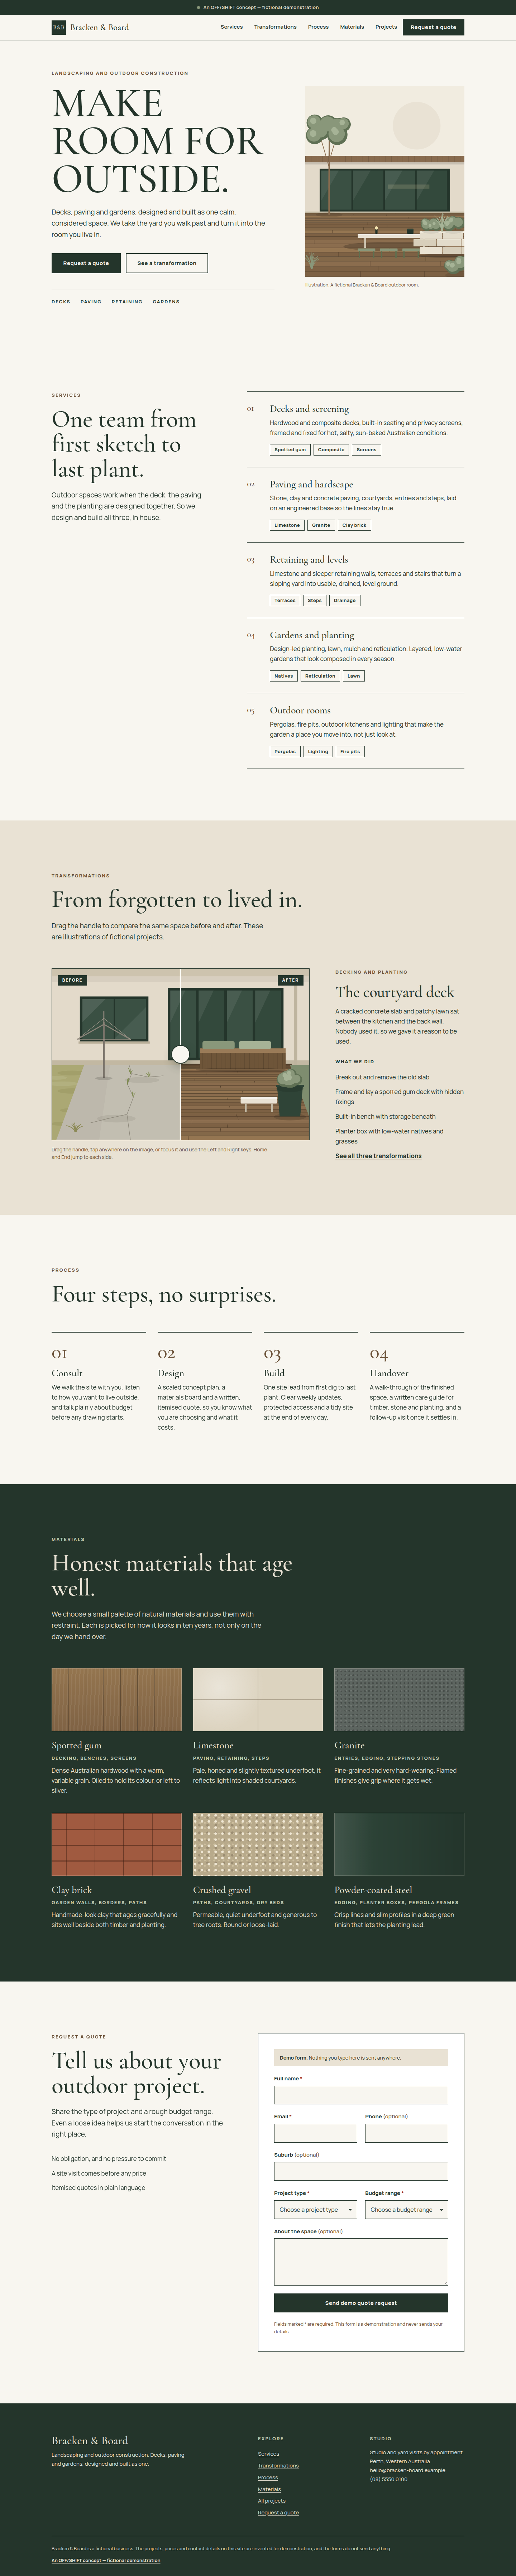 An OFF/SHIFT concept — fictional demonstration
B&B
Bracken & Board
Services
Transformations
Process
Materials
Projects
Request a quote
LANDSCAPING AND OUTDOOR CONSTRUCTION
MAKE
ROOM FOR
OUTSIDE.
Decks, paving and gardens, designed and built as one calm,
considered space. We take the yard you walk past and turn it into the
room you live in.
Request a quote
See a transformation
DECKS
PAVING
RETAINING
GARDENS
Illustration: A fictional Bracken & Board outdoor room.
SERVICES
One team from
first sketch to
last plant.
Outdoor spaces work when the deck, the paving
and the planting are designed together. So we
design and build all three, in house.
01
Decks and screening
Hardwood and composite decks, built-in seating and privacy screens,
framed and fixed for hot, salty, sun-baked Australian conditions.
Spotted gum
Composite
Screens
02
Paving and hardscape
Stone, clay and concrete paving, courtyards, entries and steps, laid
on an engineered base so the lines stay true.
Limestone
Granite
Clay brick
03
Retaining and levels
Limestone and sleeper retaining walls, terraces and stairs that turn a
sloping yard into usable, drained, level ground.
Terraces
Steps
Drainage
04
Gardens and planting
Design-led planting, lawn, mulch and reticulation. Layered, low-water
gardens that look composed in every season.
Natives
Reticulation
Lawn
05
Outdoor rooms
Pergolas, fire pits, outdoor kitchens and lighting that make the
garden a place you move into, not just look at.
Pergolas
Lighting
Fire pits
TRANSFORMATIONS
From forgotten to lived in.
Drag the handle to compare the same space before and after. These
are illustrations of fictional projects.
BEFORE
AFTER
Drag the handle, tap anywhere on the image, or focus it and use the Left and Right keys. Home
and End jump to each side.
DECKING AND PLANTING
The courtyard deck
A cracked concrete slab and patchy lawn sat
between the kitchen and the back wall.
Nobody used it, so we gave it a reason to be
used.
WHAT WE DID
Break out and remove the old slab
Frame and lay a spotted gum deck with hidden
fixings
Built-in bench with storage beneath
Planter box with low-water natives and
grasses
See all three transformations
PROCESS
Four steps, no surprises.
01
Consult
We walk the site with you, listen
to how you want to live outside,
and talk plainly about budget
before any drawing starts.
02
Design
A scaled concept plan, a
materials board and a written,
itemised quote, so you know what
you are choosing and what it
costs.
03
Build
One site lead from first dig to last
plant. Clear weekly updates,
protected access and a tidy site
at the end of every day.
04
Handover
A walk-through of the finished
space, a written care guide for
timber, stone and planting, and a
follow-up visit once it settles in.
MATERIALS
Honest materials that age
well.
We choose a small palette of natural materials and use them with
restraint. Each is picked for how it looks in ten years, not only on the
day we hand over.
Spotted gum
DECKING, BENCHES, SCREENS
Dense Australian hardwood with a warm,
variable grain. Oiled to hold its colour, or left to
silver.
Limestone
PAVING, RETAINING, STEPS
Pale, honed and slightly textured underfoot, it
reflects light into shaded courtyards.
Granite
ENTRIES, EDGING, STEPPING STONES
Fine-grained and very hard-wearing. Flamed
finishes give grip where it gets wet.
Clay brick
GARDEN WALLS, BORDERS, PATHS
Handmade-look clay that ages gracefully and
sits well beside both timber and planting.
Crushed gravel
PATHS, COURTYARDS, DRY BEDS
Permeable, quiet underfoot and generous to
tree roots. Bound or loose-laid.
Powder-coated steel
EDGING, PLANTER BOXES, PERGOLA FRAMES
Crisp lines and slim profiles in a deep green
finish that lets the planting lead.
REQUEST A QUOTE
Tell us about your
outdoor project.
Share the type of project and a rough budget range.
Even a loose idea helps us start the conversation in the
right place.
No obligation, and no pressure to commit
A site visit comes before any price
Itemised quotes in plain language
Demo form. Nothing you type here is sent anywhere.
Full name *
Email *
Phone (optional)
Suburb (optional)
Project type *
Budget range *
Choose a project type
Choose a budget range
About the space (optional)
Send demo quote request
Fields marked * are required. This form is a demonstration and never sends your
details.
Bracken & Board
Landscaping and outdoor construction. Decks, paving
and gardens, designed and built as one.
EXPLORE
Services
Transformations
Process
Materials
All projects
Request a quote
STUDIO
Studio and yard visits by appointment
Perth, Western Australia
hello@bracken-board.example
(08) 5550 0100
Bracken & Board is a fictional business. The projects, prices and contact details on this site are invented for demonstration, and the forms do not send anything.
An OFF/SHIFT concept — fictional demonstration